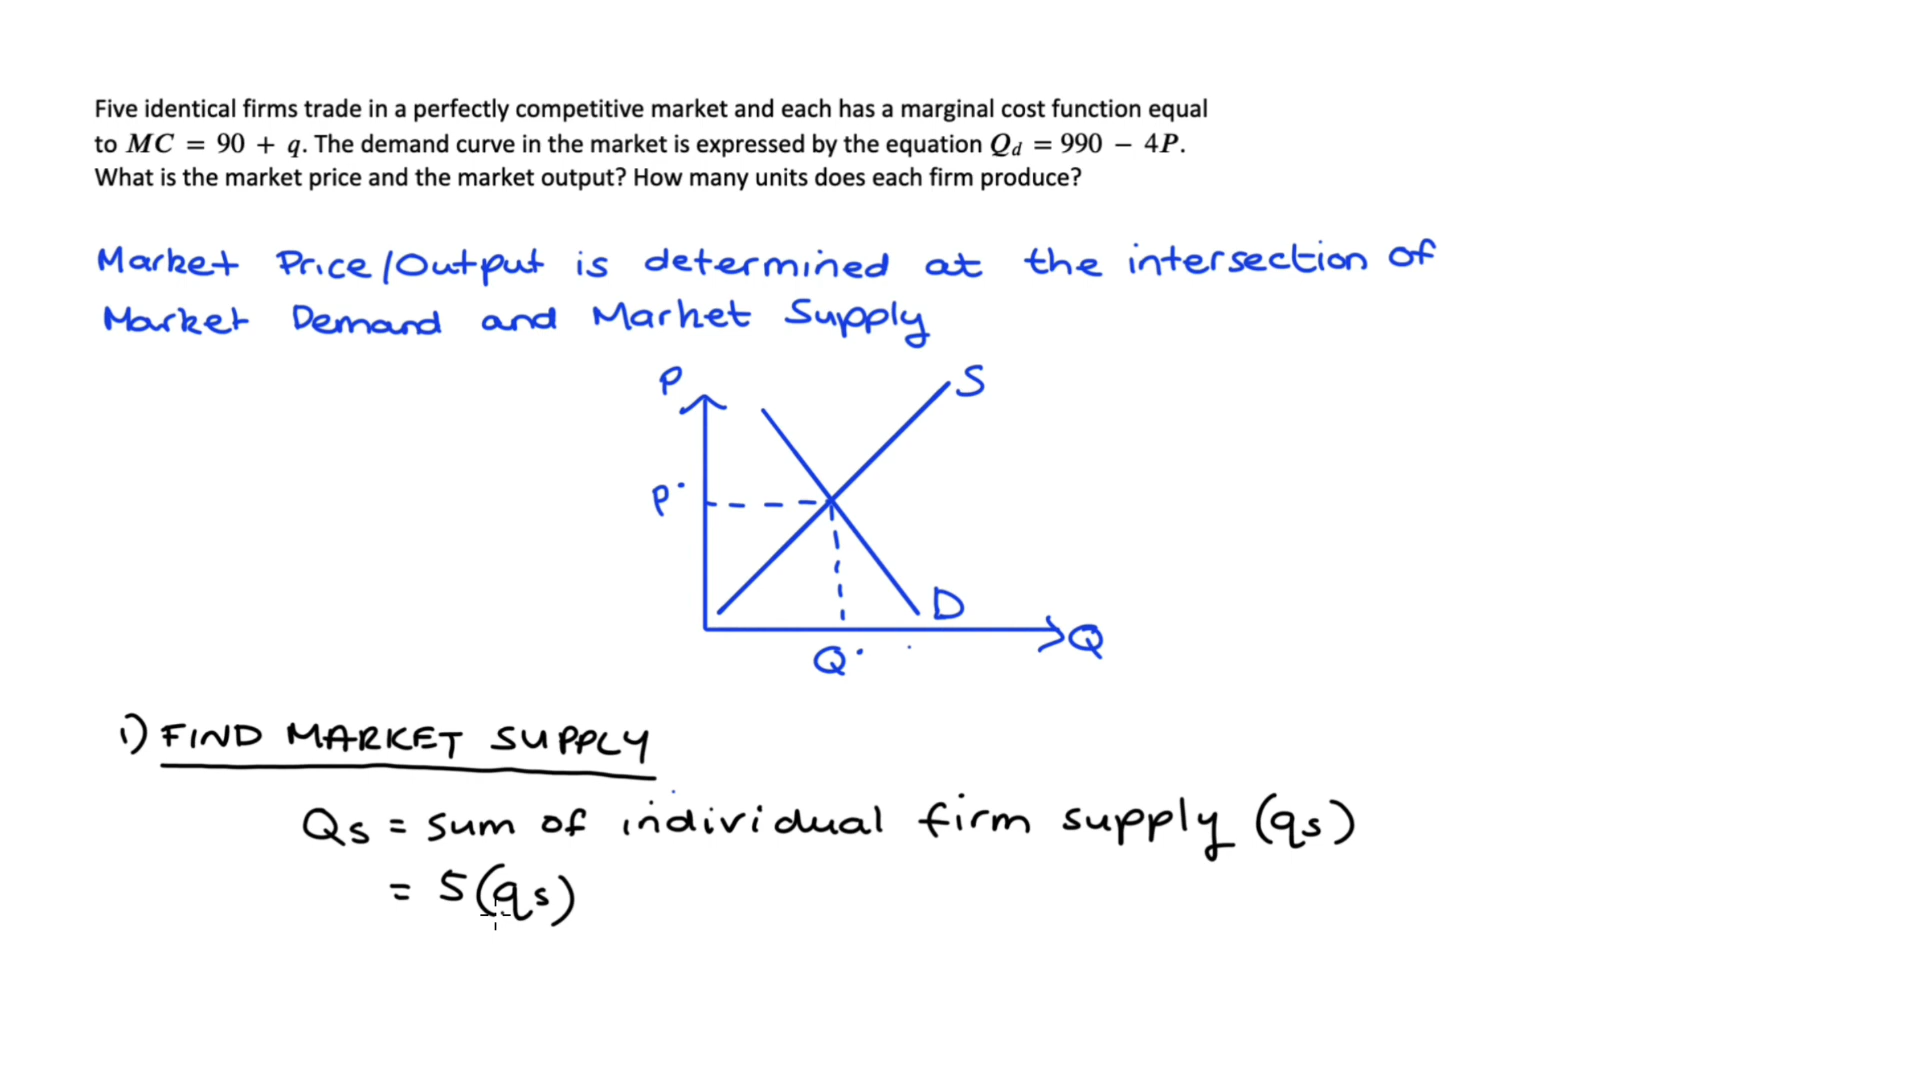 Five identical firms trade in a perfectly competitive market and each has a marginal cost function equal
to MC = 90 + q. The demand curve in the market is expressed by the equation Qd = 990 − 4P.
What is the market price and the market output? How many units does each firm produce?
Market Price/Output is determined at the intersection of
Market Demand and Market Supply
P
S
P*
D
Q
Q*
1) FIND MARKET SUPPLY
Qs = sum of individual firm supply (qs)
= 5(qs)